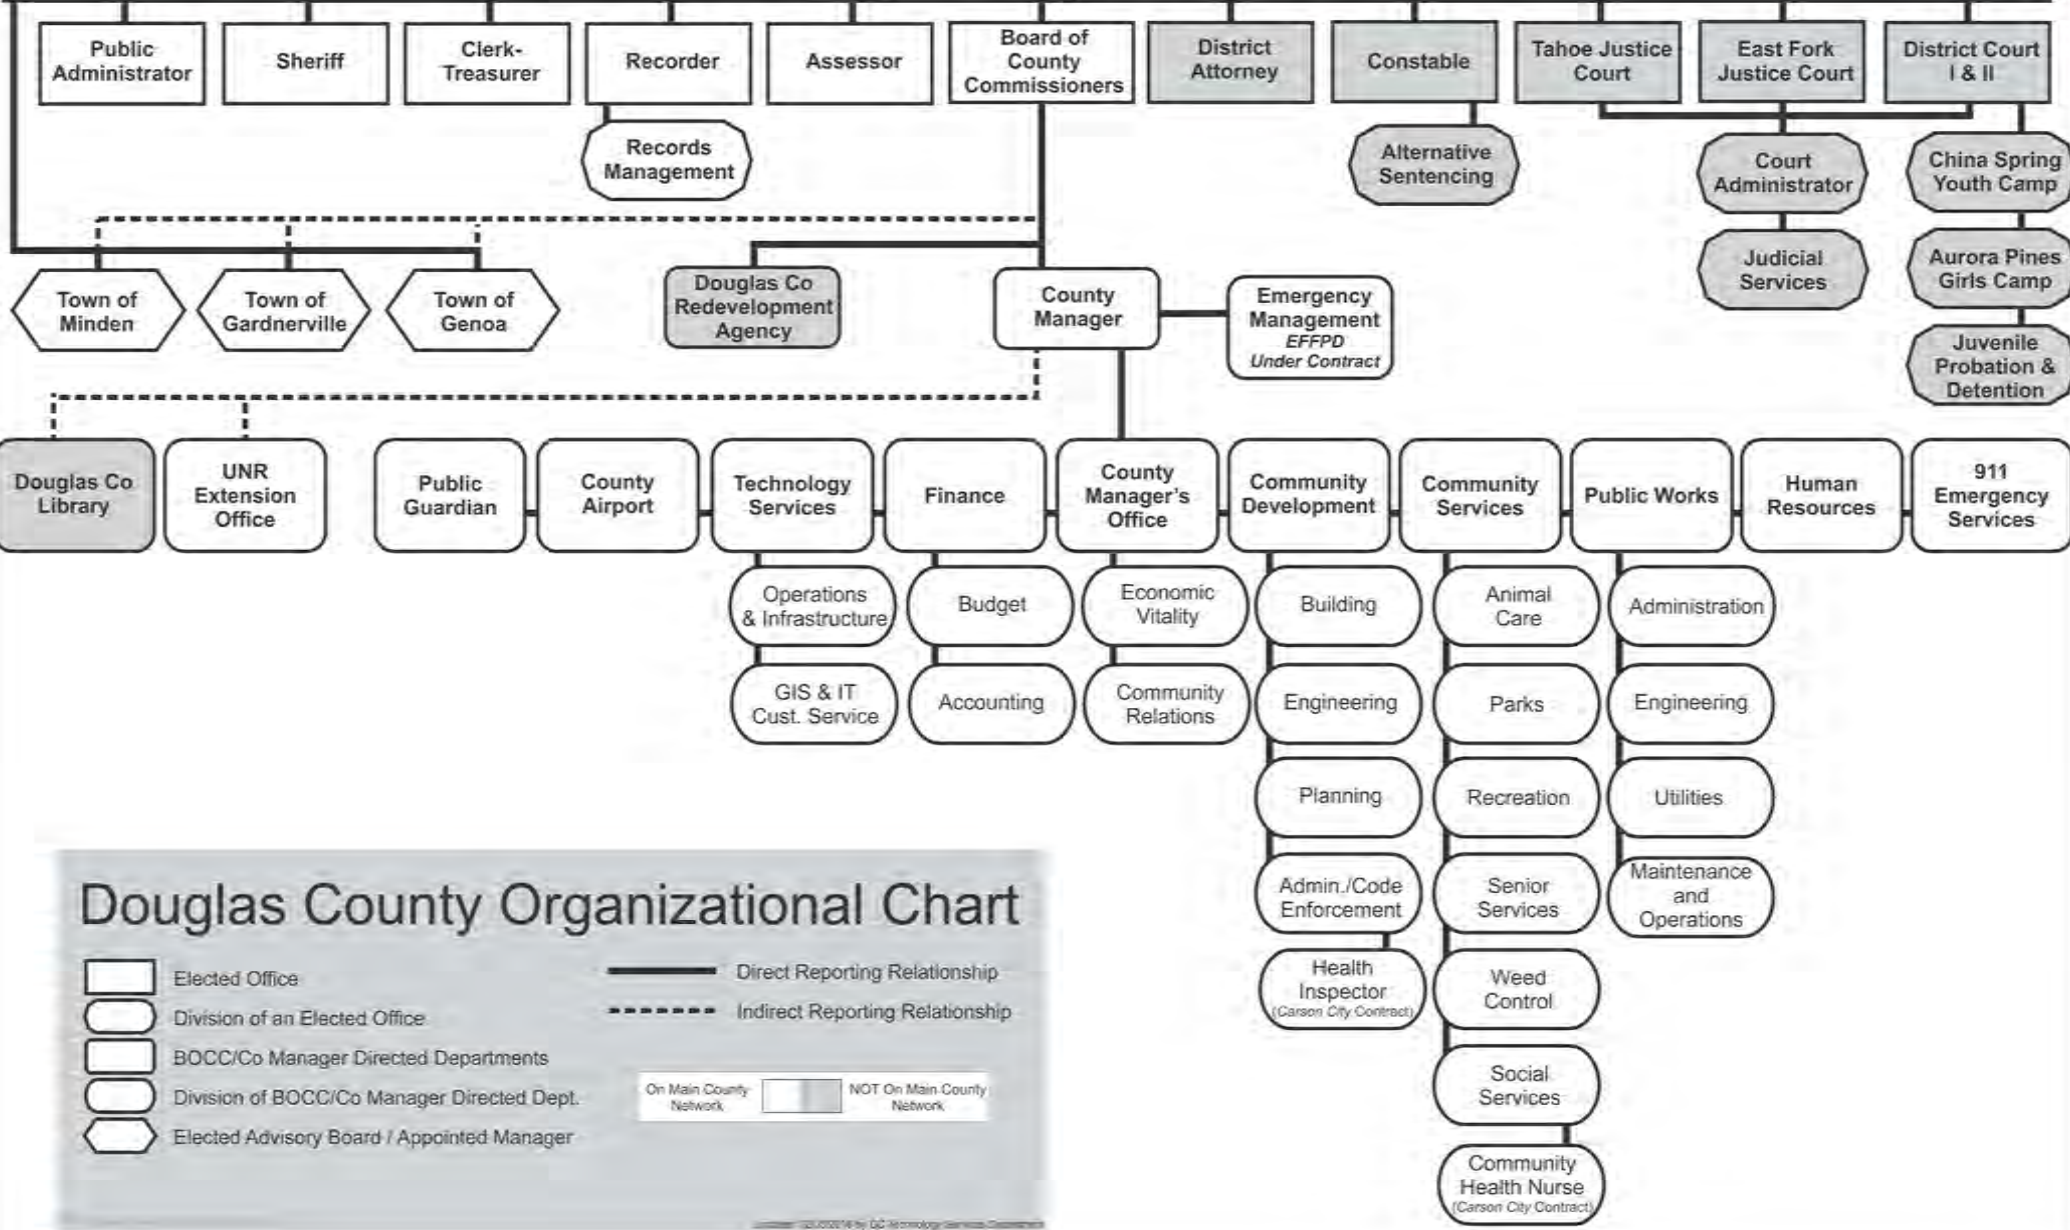 Public
Administrator
Sheriff
Clerk-
Treasurer
Recorder
Assessor
Board of
County
Commissioners
District
Attorney
Constable
Tahoe Justice
Court
East Fork
Justice Court
District Court
I & II
Records
Management
Alternative
Sentencing
Court
Administrator
China Spring
Youth Camp
Judicial
Services
Aurora Pines
Girls Camp
Juvenile
Probation &
Detention
Town of
Minden
Town of
Gardnerville
Town of
Genoa
Douglas Co
Redevelopment
Agency
County
Manager
Emergency
Management
EFFPD
Under Contract
Douglas Co
Library
UNR
Extension
Office
Public
Guardian
County
Airport
Technology
Services
Finance
County
Manager's
Office
Community
Development
Community
Services
Public Works
Human
Resources
911
Emergency
Services
Operations
& Infrastructure
GIS & IT
Cust. Service
Budget
Accounting
Economic
Vitality
Community
Relations
Building
Engineering
Planning
Admin./Code
Enforcement
Health
Inspector
(Carson City Contract)
Animal
Care
Parks
Recreation
Senior
Services
Weed
Control
Social
Services
Community
Health Nurse
(Carson City Contract)
Administration
Engineering
Utilities
Maintenance
and
Operations
Douglas County Organizational Chart
Elected Office
Division of an Elected Office
BOCC/Co Manager Directed Departments
Division of BOCC/Co Manager Directed Dept.
Elected Advisory Board / Appointed Manager
Direct Reporting Relationship
Indirect Reporting Relationship
On Main County
Network
NOT On Main County
Network